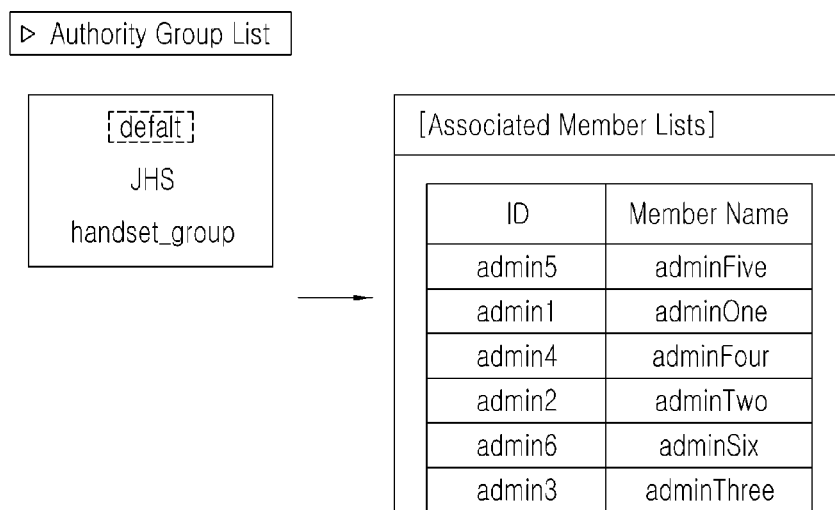 ▷ Authority Group List
defalt
JHS
handset_group
[Associated Member Lists]
ID Member Name
admin5 adminFive
admin1 adminOne
admin4 adminFour
admin2 adminTwo
admin6 adminSix
admin3 adminThree